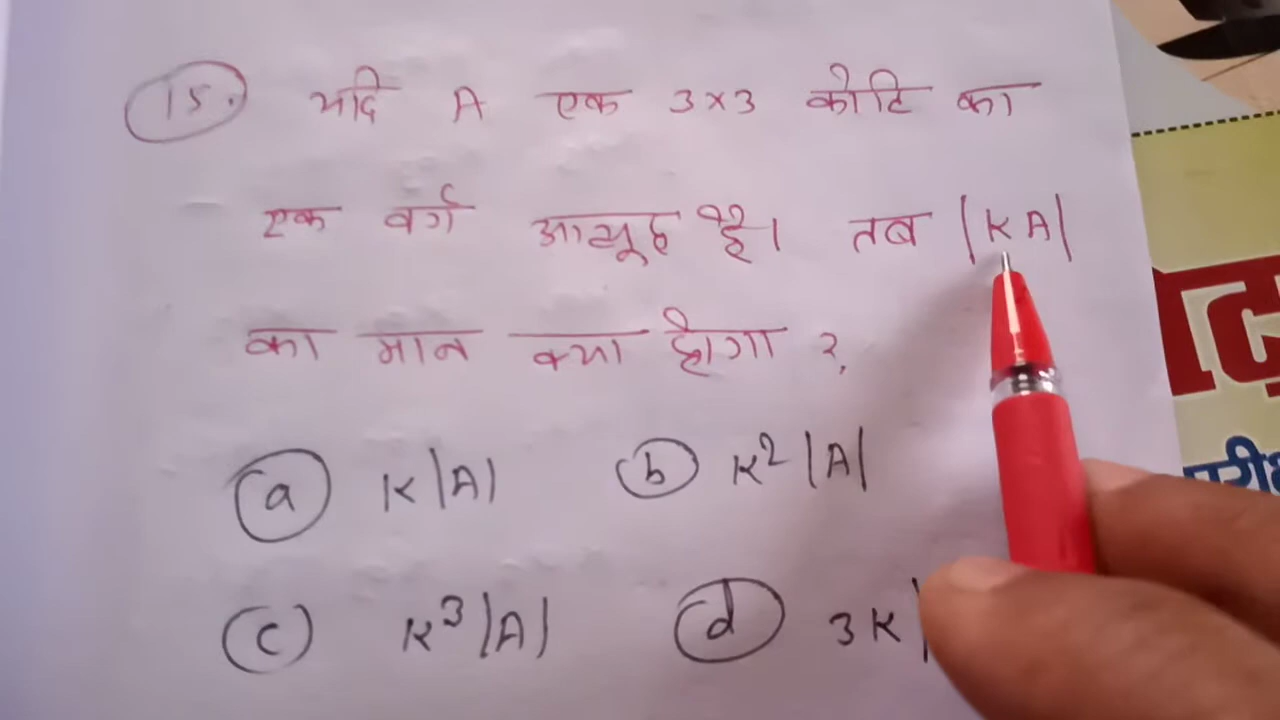 15. यदि A एक 3×3 कोटि का
एक वर्ग आव्यूह है। तब |KA|
का मान क्या होगा ?
(a) K|A| (b) K²|A|
(c) K³|A| (d) 3K|